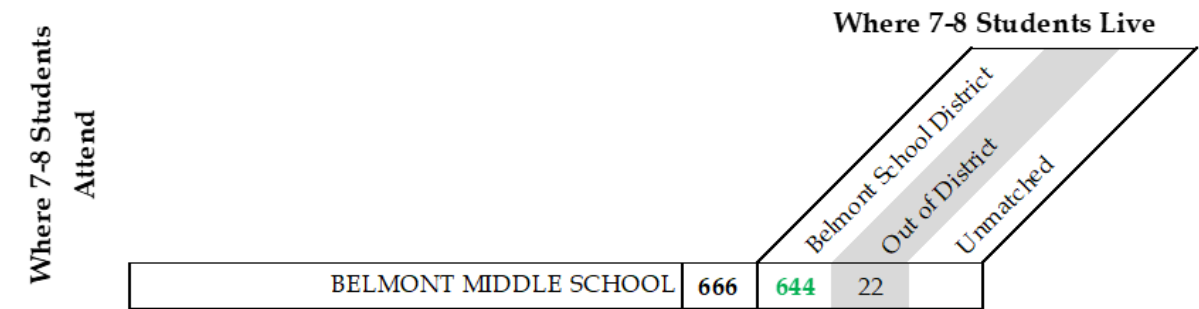 Where 7-8 Students Live
Where 7-8 Students
Attend
Belmont School District
Out of District
Unmatched
BELMONT MIDDLE SCHOOL 666 644 22